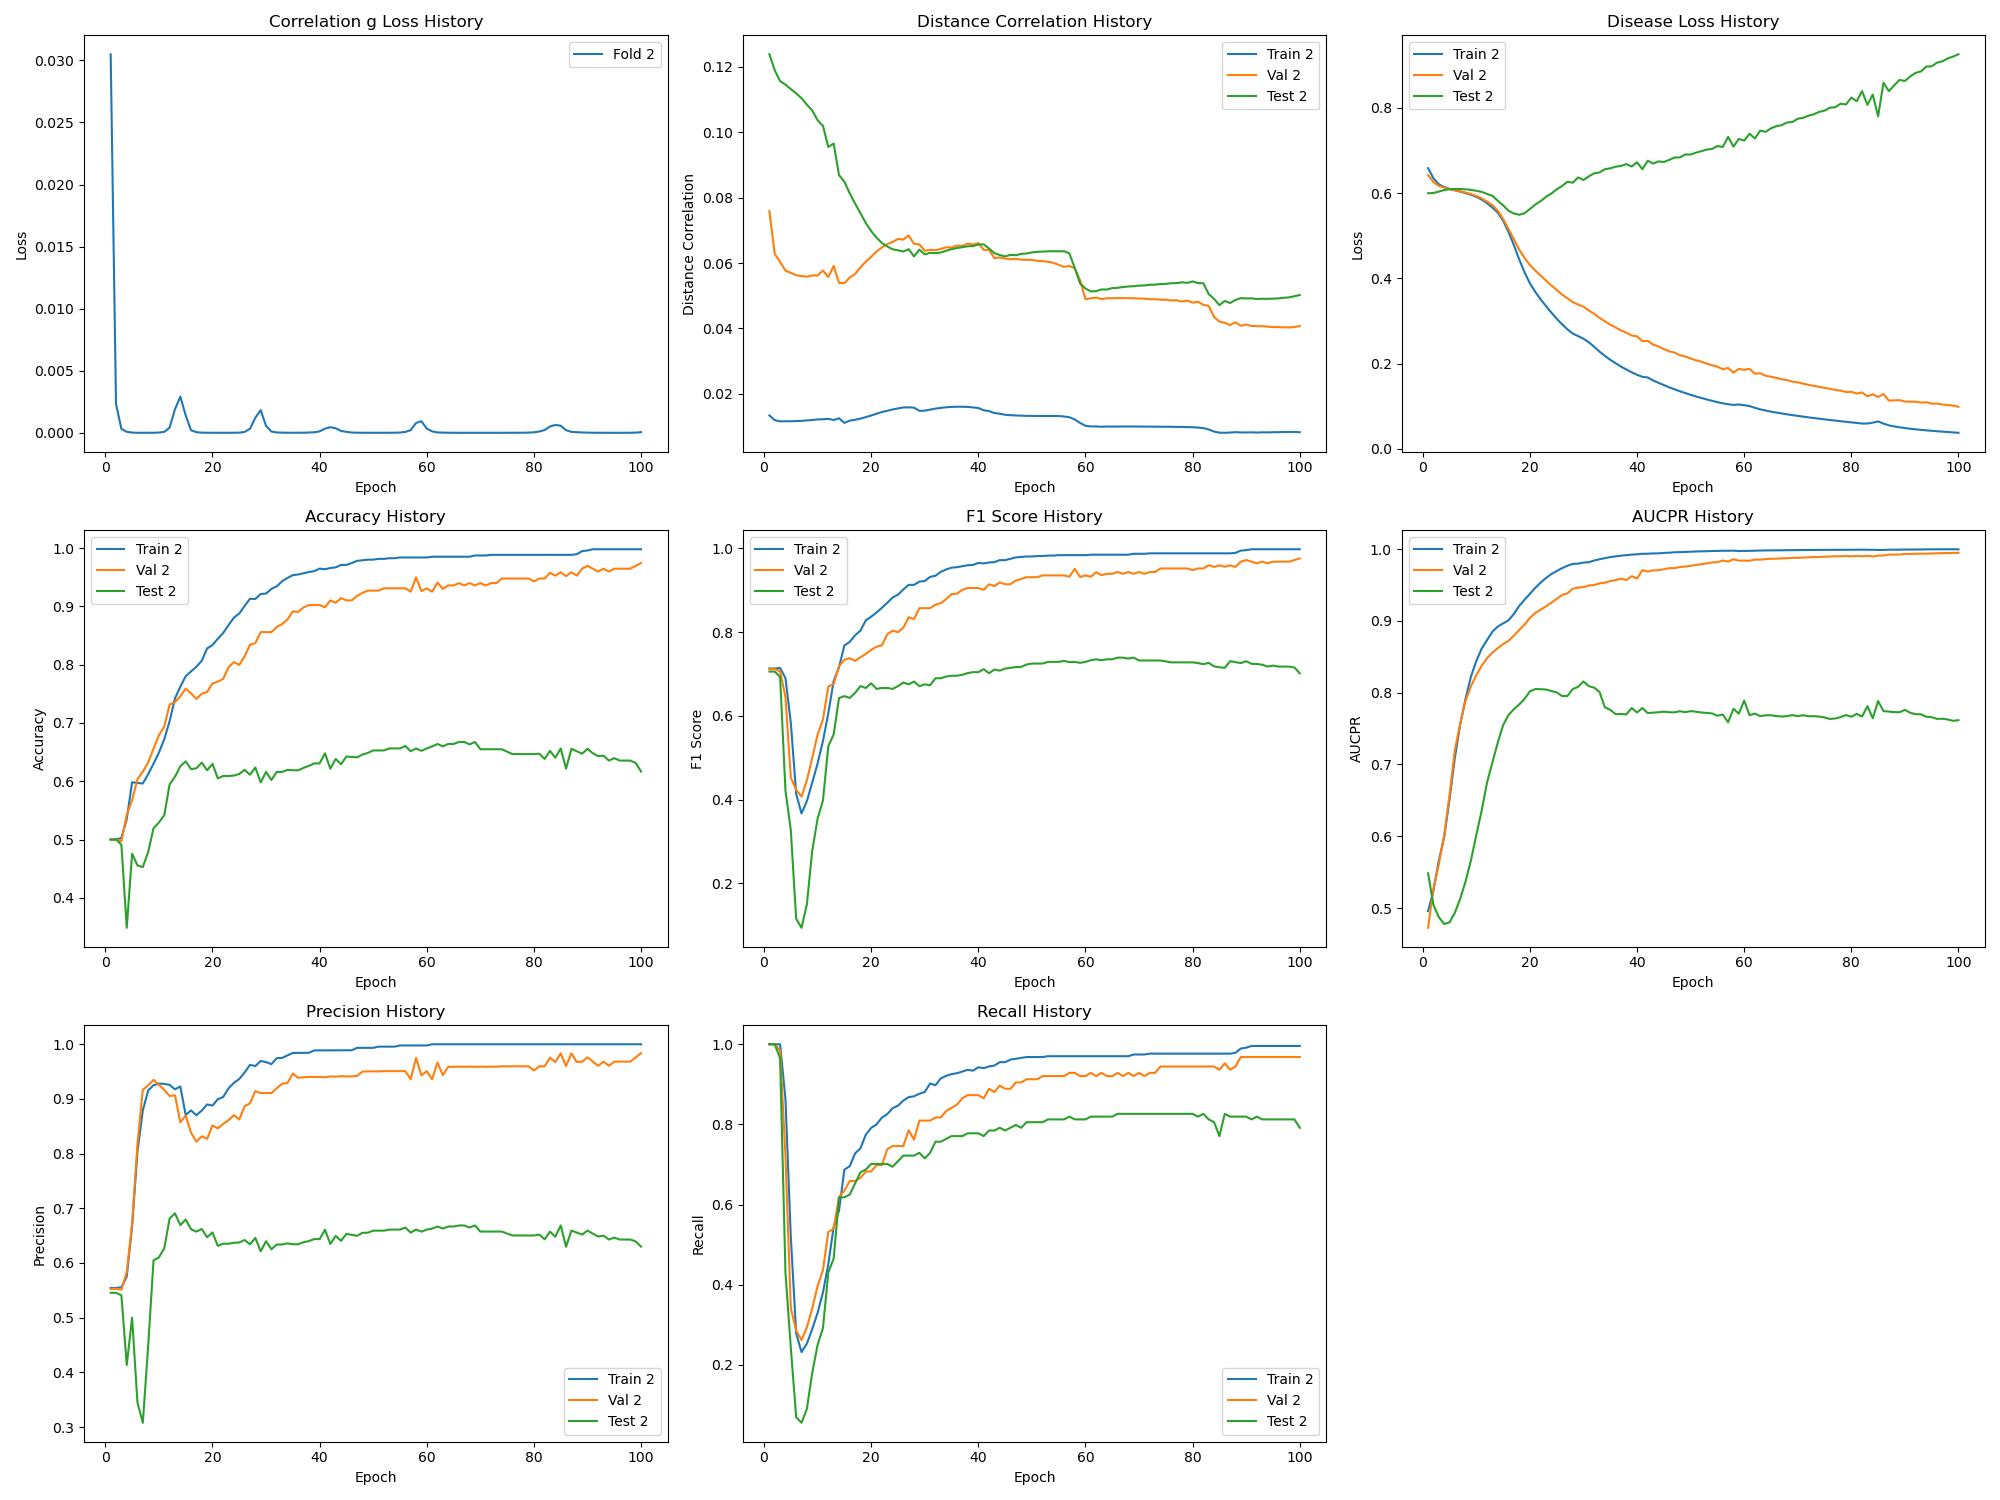 Correlation g Loss History
Loss
0.030
0.025
0.020
0.015
0.010
0.005
0.000
0 20 40 60 80 100
Epoch
Fold 2
Distance Correlation History
Distance Correlation
0.12
0.10
0.08
0.06
0.04
0.02
0 20 40 60 80 100
Epoch
Train 2
Val 2
Test 2
Disease Loss History
Loss
0.8
0.6
0.4
0.2
0.0
0 20 40 60 80 100
Epoch
Train 2
Val 2
Test 2
Accuracy History
Accuracy
1.0
0.9
0.8
0.7
0.6
0.5
0.4
0 20 40 60 80 100
Epoch
Train 2
Val 2
Test 2
F1 Score History
F1 Score
1.0
0.8
0.6
0.4
0.2
0 20 40 60 80 100
Epoch
Train 2
Val 2
Test 2
AUCPR History
AUCPR
1.0
0.9
0.8
0.7
0.6
0.5
0 20 40 60 80 100
Epoch
Train 2
Val 2
Test 2
Precision History
Precision
1.0
0.9
0.8
0.7
0.6
0.5
0.4
0.3
0 20 40 60 80 100
Epoch
Train 2
Val 2
Test 2
Recall History
Recall
1.0
0.8
0.6
0.4
0.2
0 20 40 60 80 100
Epoch
Train 2
Val 2
Test 2